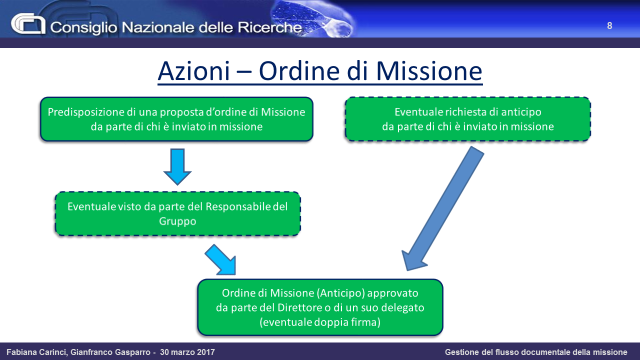 Consiglio Nazionale delle Ricerche
8
Azioni – Ordine di Missione
Predisposizione di una proposta d'ordine di Missione
da parte di chi è inviato in missione
Eventuale richiesta di anticipo
da parte di chi è inviato in missione
Eventuale visto da parte del Responsabile del
Gruppo
Ordine di Missione (Anticipo) approvato
da parte del Direttore o di un suo delegato
(eventuale doppia firma)
Fabiana Carinci, Gianfranco Gasparro - 30 marzo 2017
Gestione del flusso documentale della missione